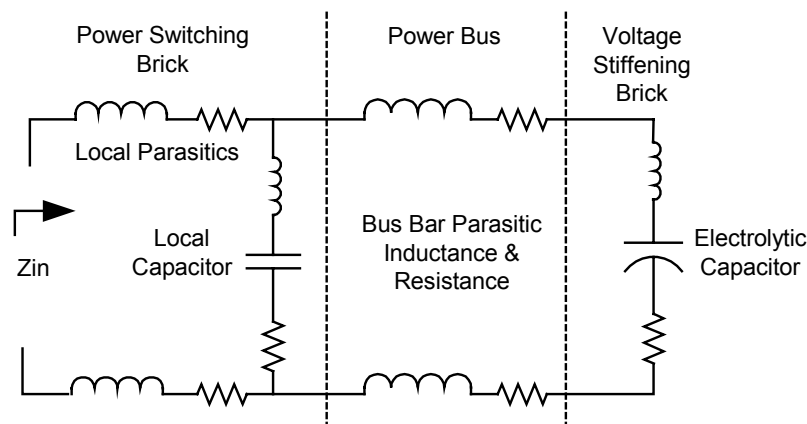 Power Switching
Brick
Power Bus
Voltage
Stiffening
Brick
Local Parasitics
Zin
Local
Capacitor
Bus Bar Parasitic
Inductance &
Resistance
Electrolytic
Capacitor